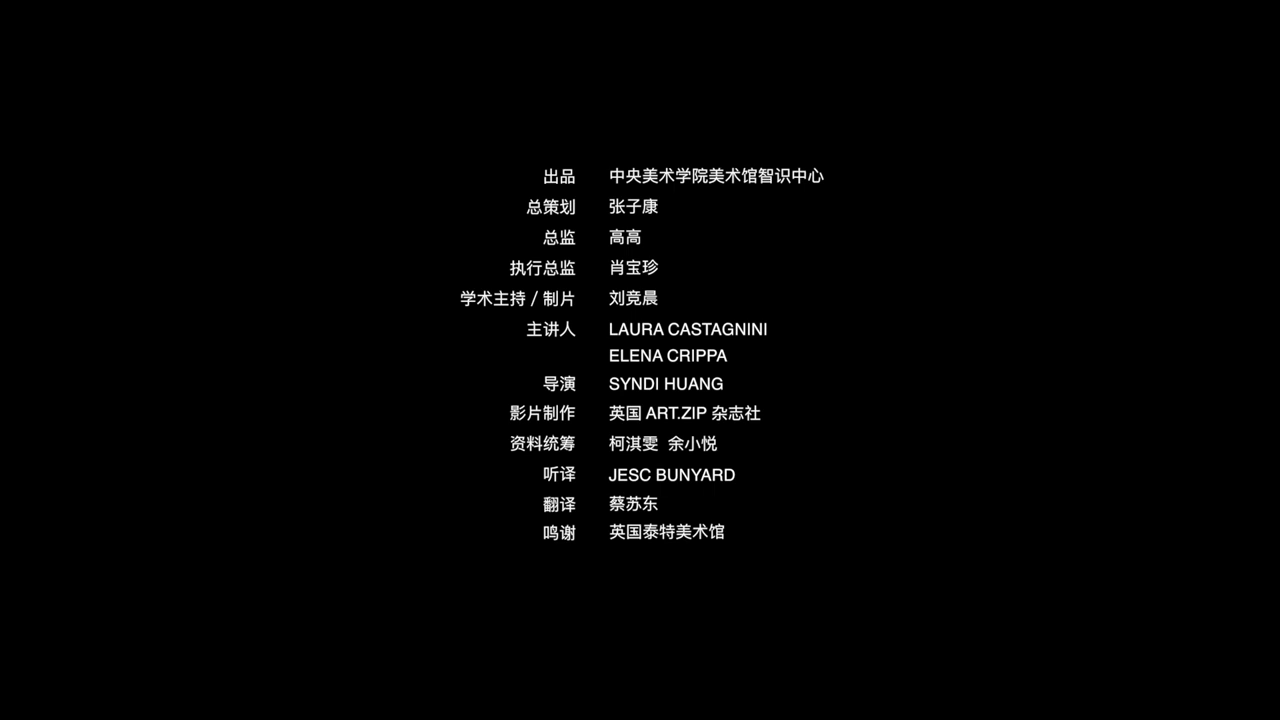 出品 中央美术学院美术馆智识中心
总策划 张子康
总监 高高
执行总监 肖宝珍
学术主持 / 制片 刘竞晨
主讲人 LAURA CASTAGNINI
ELENA CRIPPA
导演 SYNDI HUANG
影片制作 英国 ART.ZIP 杂志社
资料统筹 柯淇雯 余小悦
听译 JESC BUNYARD
翻译 蔡苏东
鸣谢 英国泰特美术馆